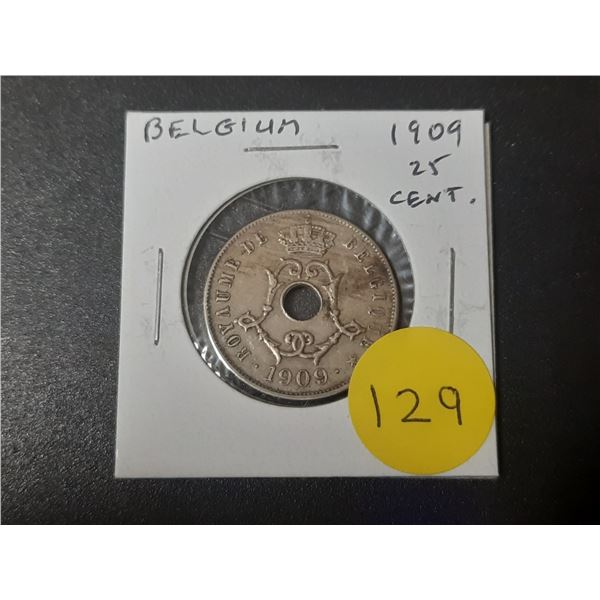 BELGIUM
1909
25
CENT.
ROYAUME · DE BELGIQUE
· 1909 ·
129